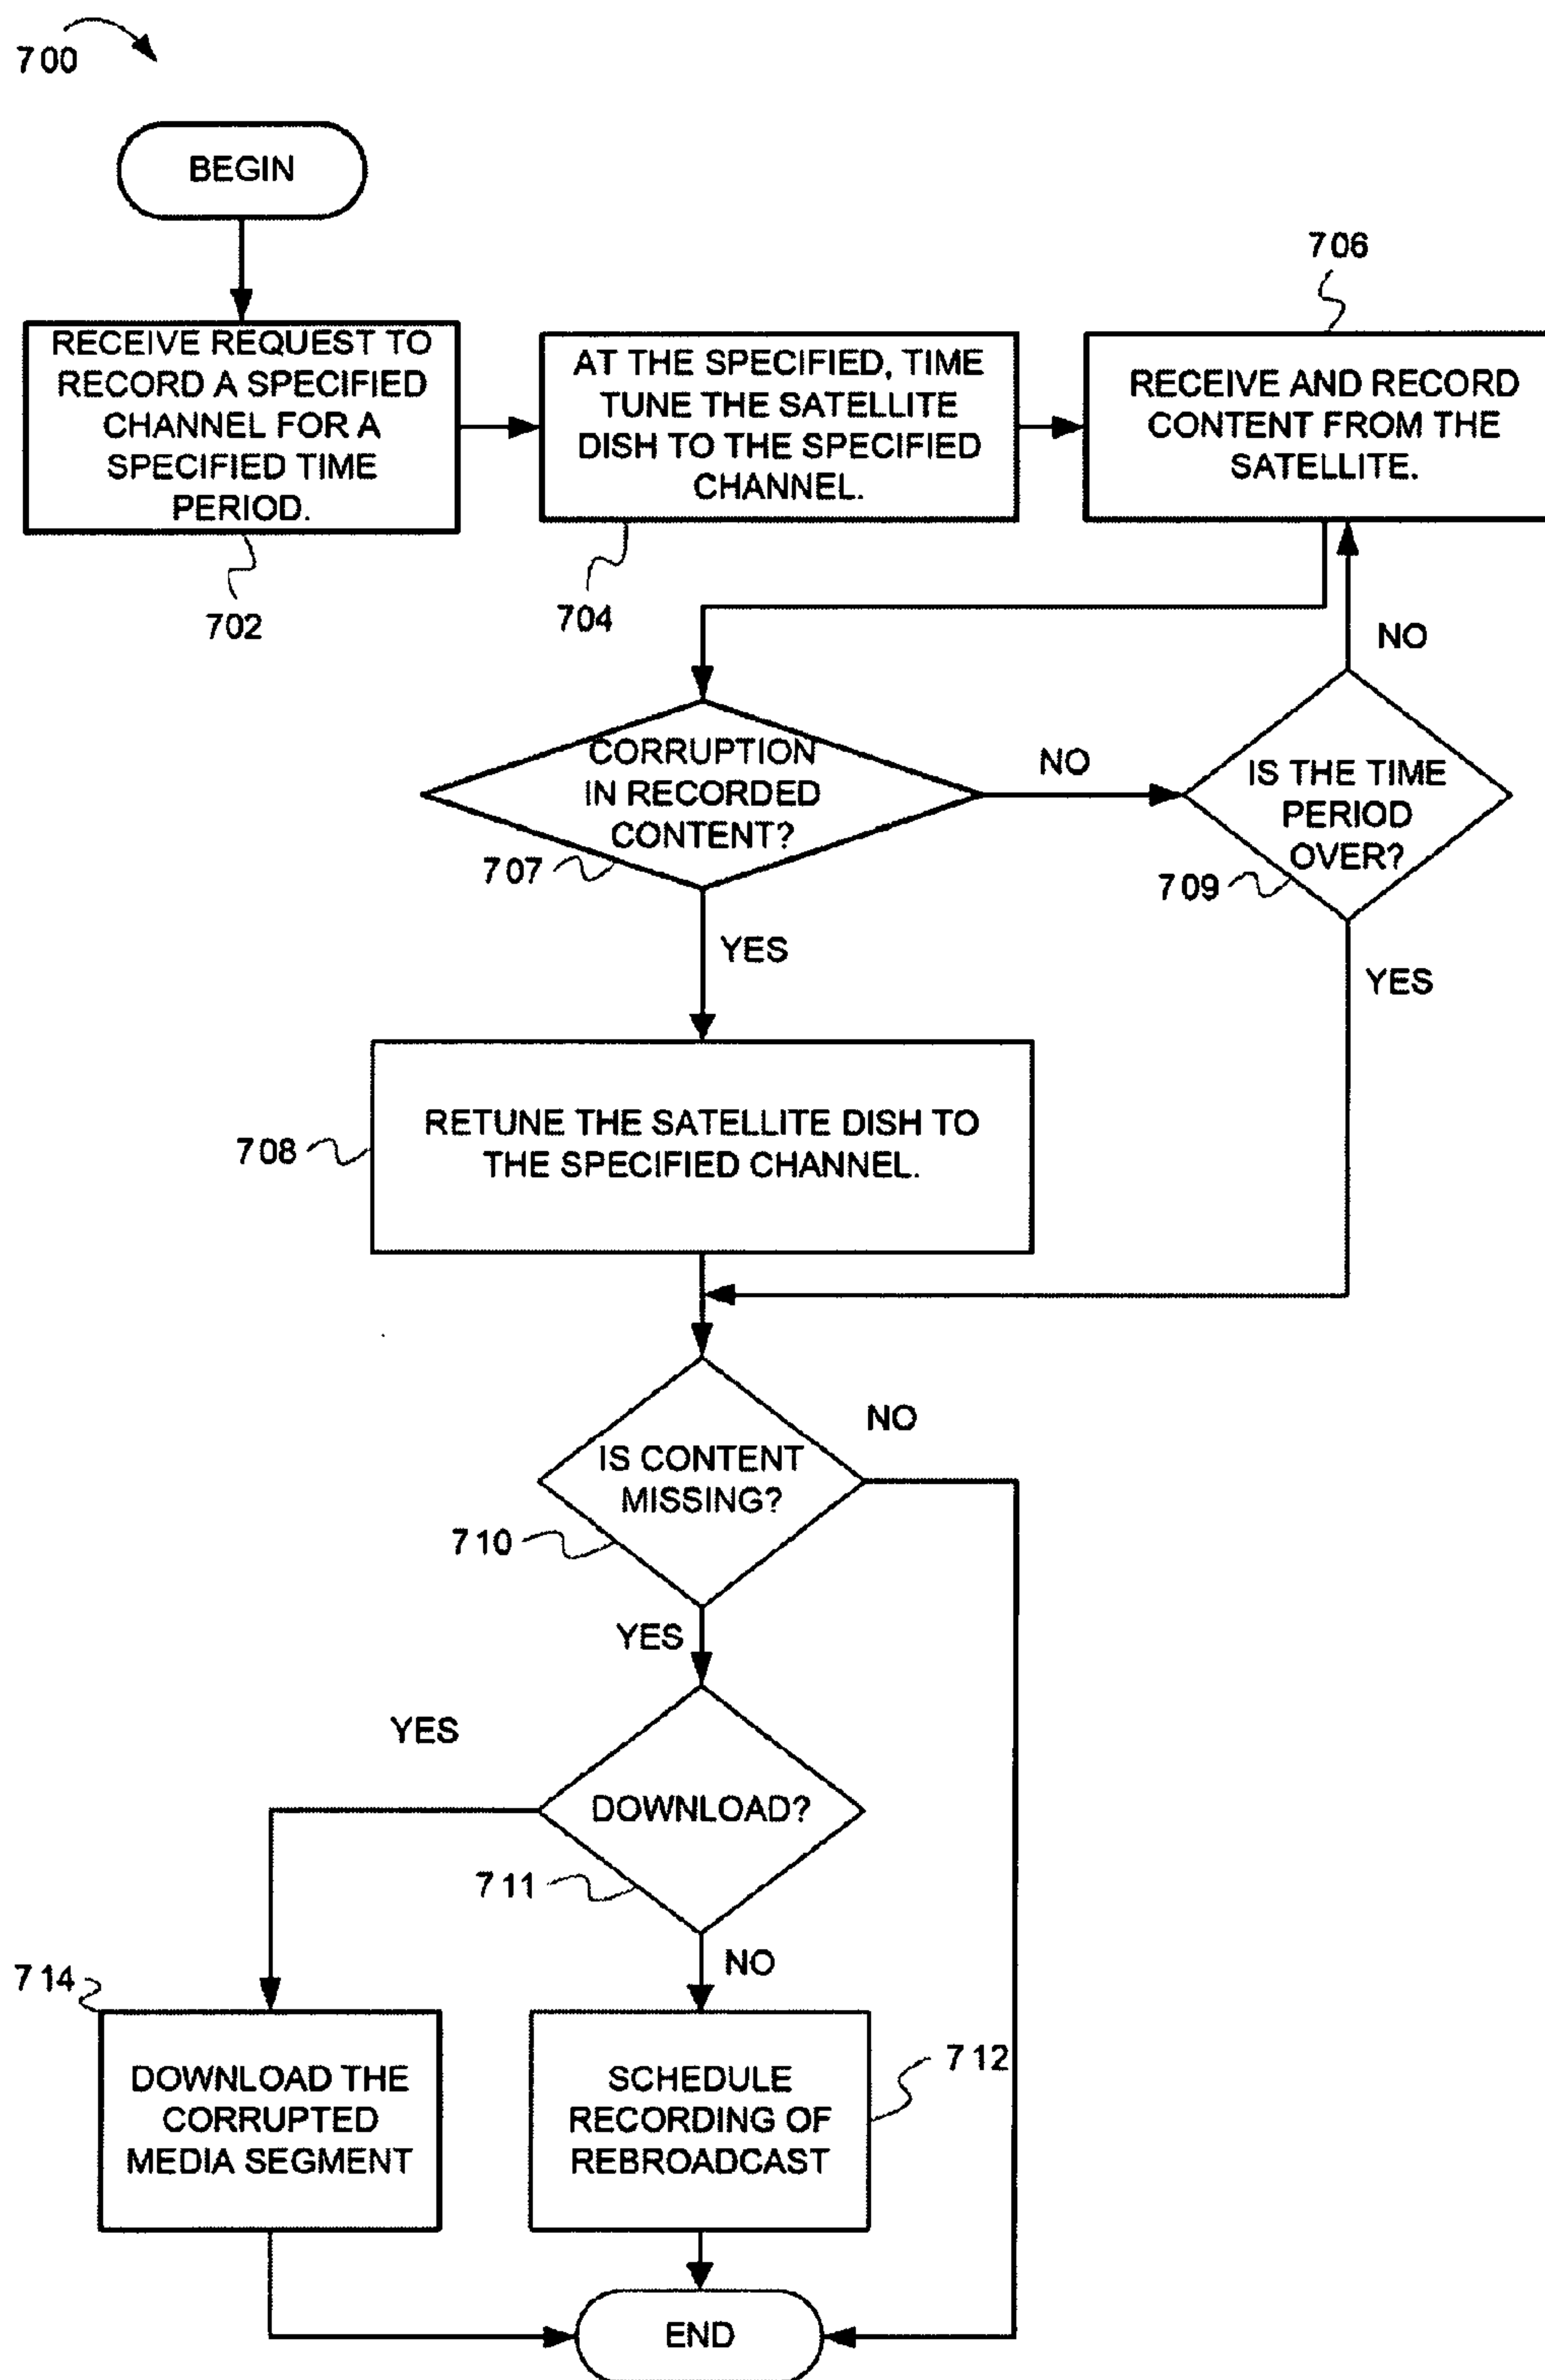 700
BEGIN
706
RECEIVE REQUEST TO
RECORD A SPECIFIED
CHANNEL FOR A
SPECIFIED TIME
PERIOD.
AT THE SPECIFIED, TIME
TUNE THE SATELLITE
DISH TO THE SPECIFIED
CHANNEL.
RECEIVE AND RECORD
CONTENT FROM THE
SATELLITE.
702
704
NO
CORRUPTION
IN RECORDED
CONTENT?
NO
IS THE TIME
PERIOD
OVER?
707
709
YES
YES
RETUNE THE SATELLITE DISH TO
THE SPECIFIED CHANNEL.
708
NO
IS CONTENT
MISSING?
710
YES
YES
DOWNLOAD?
711
NO
714
DOWNLOAD THE
CORRUPTED
MEDIA SEGMENT
SCHEDULE
RECORDING OF
REBROADCAST
712
END